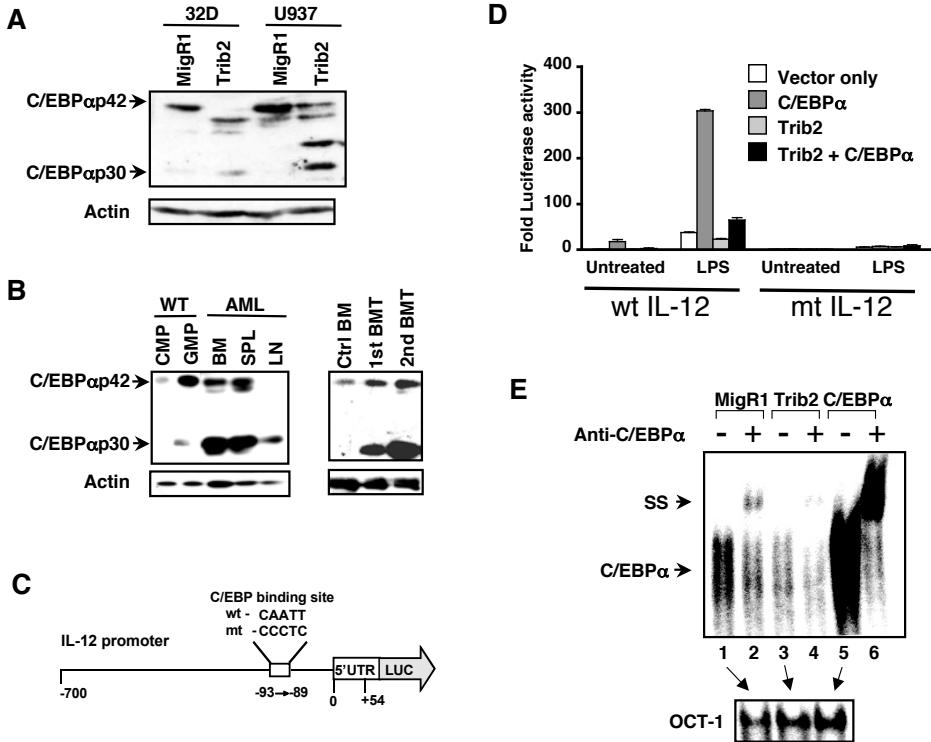 A
32D U937
MigR1 Trib2 MigR1 Trib2
C/EBPαp42
C/EBPαp30
Actin
B
WT AML
CMP GMP BM SPL LN
Ctrl BM 1st BMT 2nd BMT
C/EBPαp42
C/EBPαp30
Actin
C
C/EBP binding site
wt - CAATT
mt -CCCTC
IL-12 promoter
5'UTR LUC
-700 -93 -89 0 +54
D
Fold Luciferase activity
400
300
200
100
0
Vector only
C/EBPα
Trib2
Trib2 + C/EBPα
Untreated LPS Untreated LPS
wt IL-12 mt IL-12
E
MigR1 Trib2 C/EBPα
Anti-C/EBPα - + - + - +
SS
C/EBPα
1 2 3 4 5 6
OCT-1